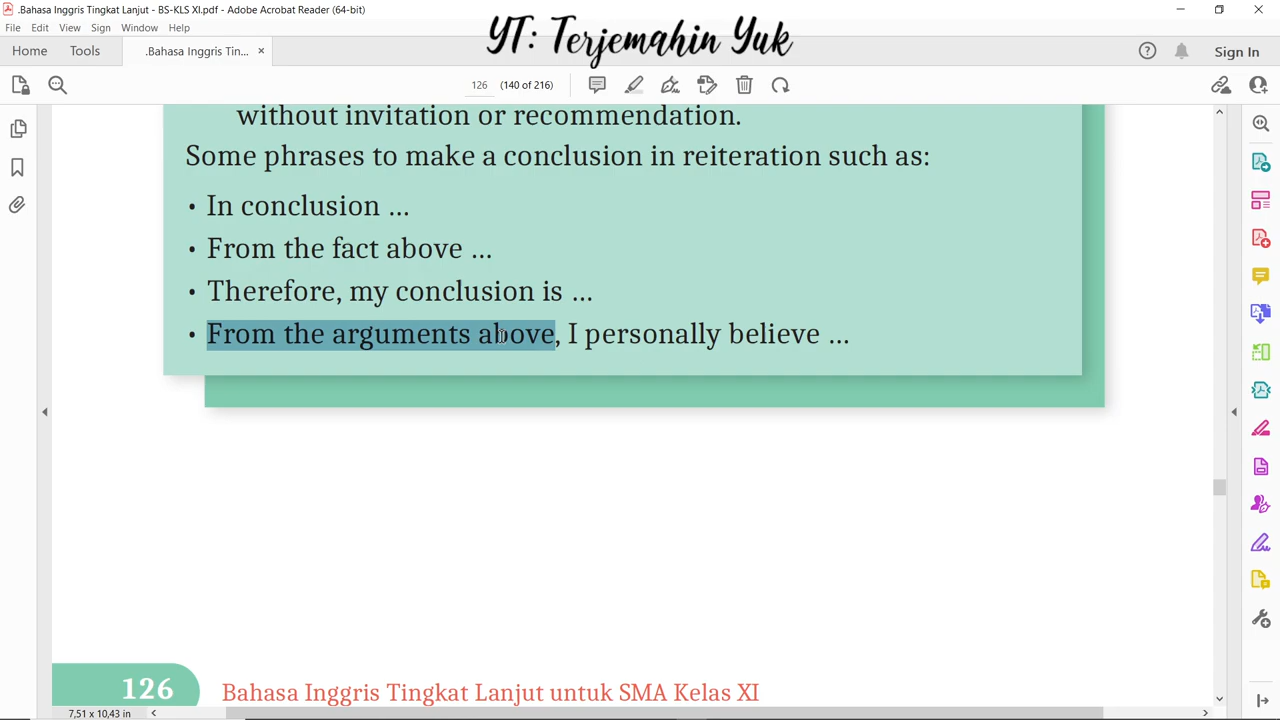 .Bahasa Inggris Tingkat Lanjut - BS-KLS XI.pdf - Adobe Acrobat Reader (64-bit)
YT: Terjemahin Yuk
File Edit View Sign Window Help
Home Tools .Bahasa Inggris Tin... × Sign In
126 (140 of 216)
without invitation or recommendation.
Some phrases to make a conclusion in reiteration such as:
• In conclusion ...
• From the fact above ...
• Therefore, my conclusion is ...
• From the arguments above, I personally believe ...
126 Bahasa Inggris Tingkat Lanjut untuk SMA Kelas XI
7,51 x 10,43 in